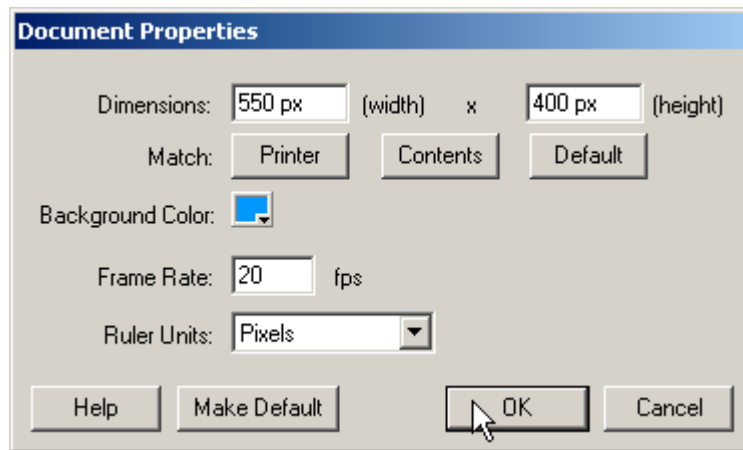 Document Properties
Dimensions: 550 px (width) x 400 px (height)
Match: Printer Contents Default
Background Color:
Frame Rate: 20 fps
Ruler Units: Pixels
Help Make Default OK Cancel